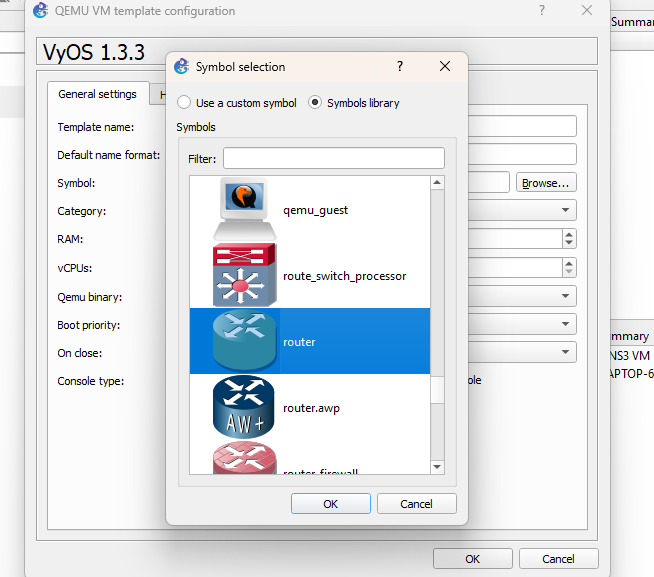 QEMU VM template configuration
?
Summar
VyOS 1.3.3
Symbol selection
?
General settings
H
Use a custom symbol
Symbols library
Template name:
Symbols
Default name format:
Filter:
Symbol:
Browse...
Category:
qemu_guest
RAM:
vCPUs:
route_switch_processor
Qemu binary:
Boot priority:
router
mmary
On close:
NS3 VM
APTOP-6
Console type:
ole
router.awp
AW+
router_firewall
OK
Cancel
OK
Cancel